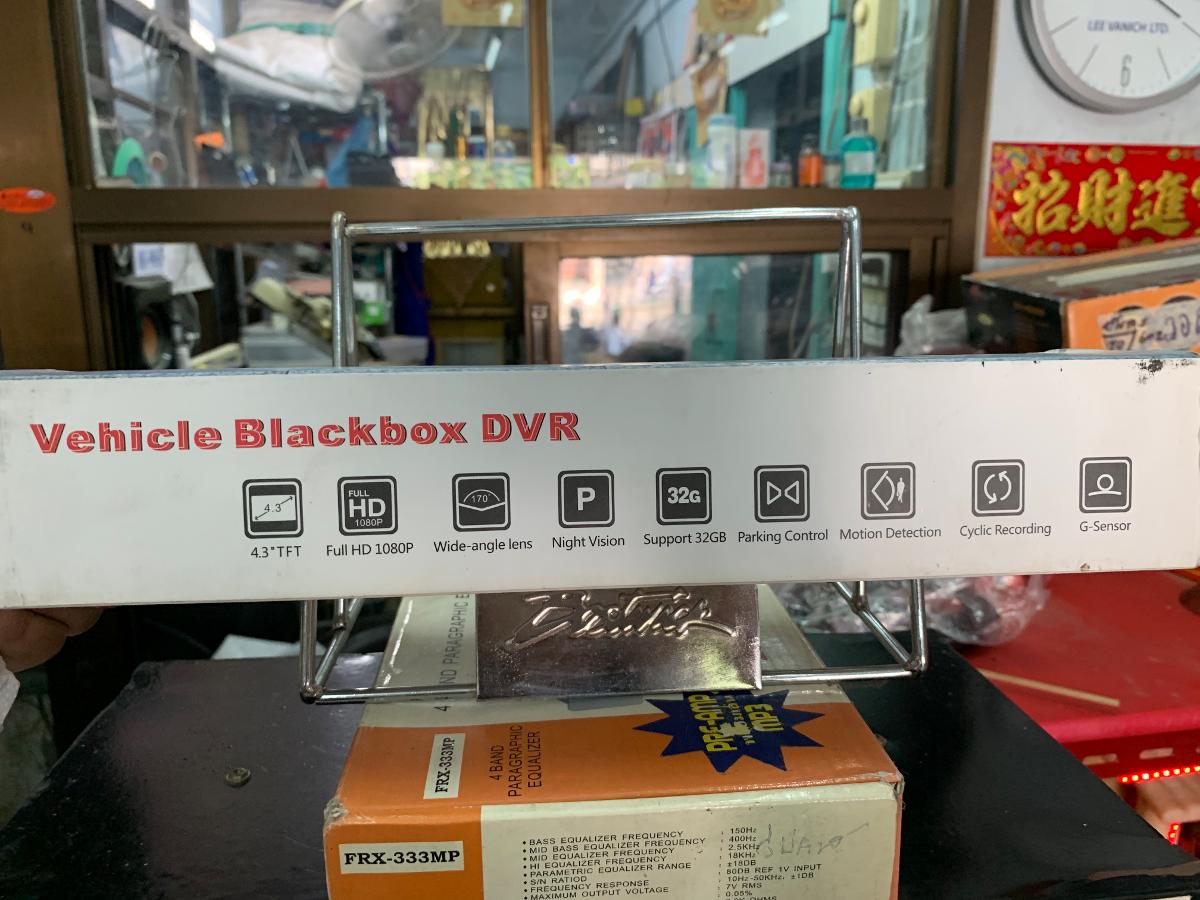 LEE VANICH LTD.
6
招財進
Vehicle Blackbox DVR
4.3"
FULL
HD
1080P
170°
P
32G
4.3"TFT
Full HD 1080P
Wide-angle lens
Night Vision
Support 32GB
Parking Control
Motion Detection
Cyclic Recording
G-Sensor
PRE-AMP
MP3
FRX-333MP
4 BAND
PARAGRAPHIC
EQUALIZER
FRX-333MP
• BASS EQUALIZER FREQUENCY : 150Hz
• MID BASS EQUALIZER FREQUENCY : 400Hz
• MID EQUALIZER FREQUENCY : 2.5KHz
• HI EQUALIZER FREQUENCY : 18KHz
• PARAMETRIC EQUALIZER RANGE : ±18DB
• S/N RATIOD : 80DB REF 1V INPUT
• FREQUENCY RESPONSE : 10Hz-50KHz, ±1DB
• MAXIMUM OUTPUT VOLTAGE : 7V RMS
: 0.05%